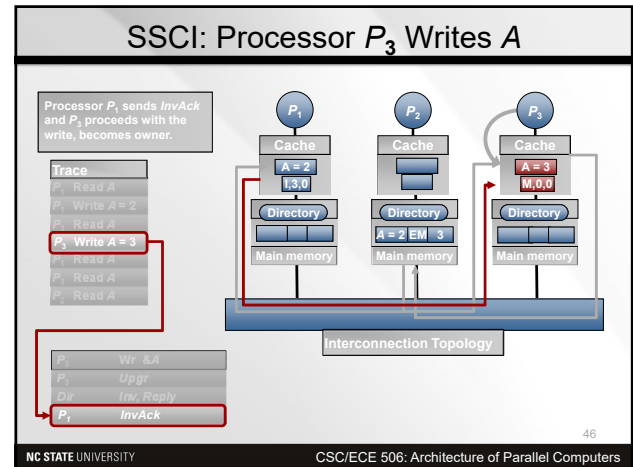 SSCI: Processor P3 Writes A
Processor P1 sends InvAck
and P3 proceeds with the
write, becomes owner.
Trace
P1 Read A
P1 Write A = 2
P3 Read A
P3 Write A = 3
P1 Read A
P3 Read A
P2 Read A
P1
P2
P3
Cache
Cache
Cache
A = 2
A = 3
I,3,0
M,0,0
Directory
Directory
Directory
A = 2 EM 3
Main memory
Main memory
Main memory
Interconnection Topology
P3 Wr &A
P3 Upgr
Dir Inv, Reply
P1 InvAck
46
NC STATE UNIVERSITY
CSC/ECE 506: Architecture of Parallel Computers